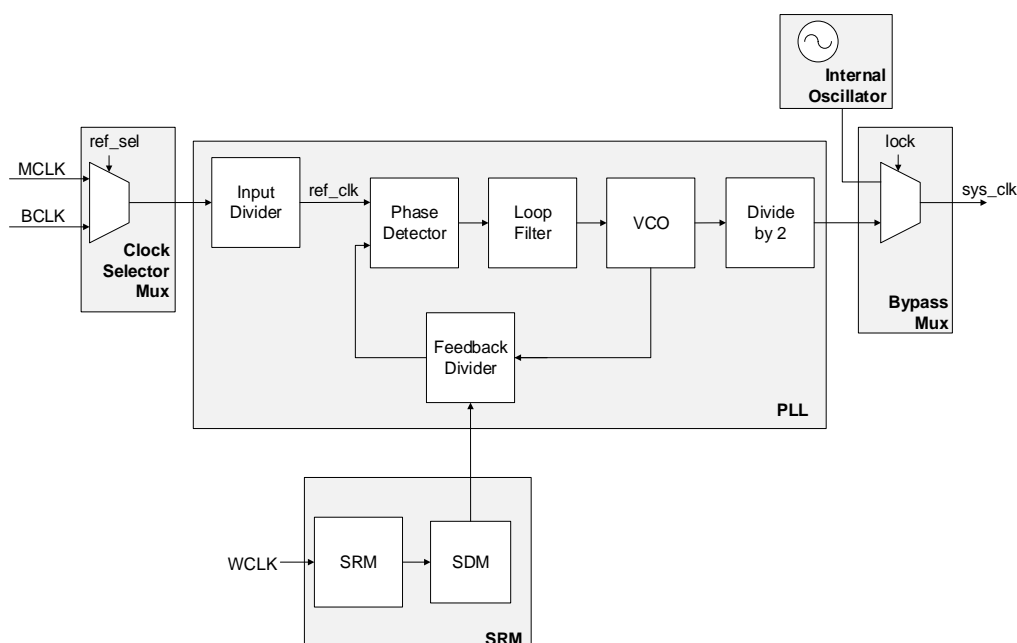 Internal
Oscillator
ref_sel
lock
MCLK
BCLK
Clock
Selector
Mux
Input
Divider
ref_clk
Phase
Detector
Loop
Filter
VCO
Divide
by 2
sys_clk
Bypass
Mux
Feedback
Divider
PLL
WCLK
SRM
SDM
SRM